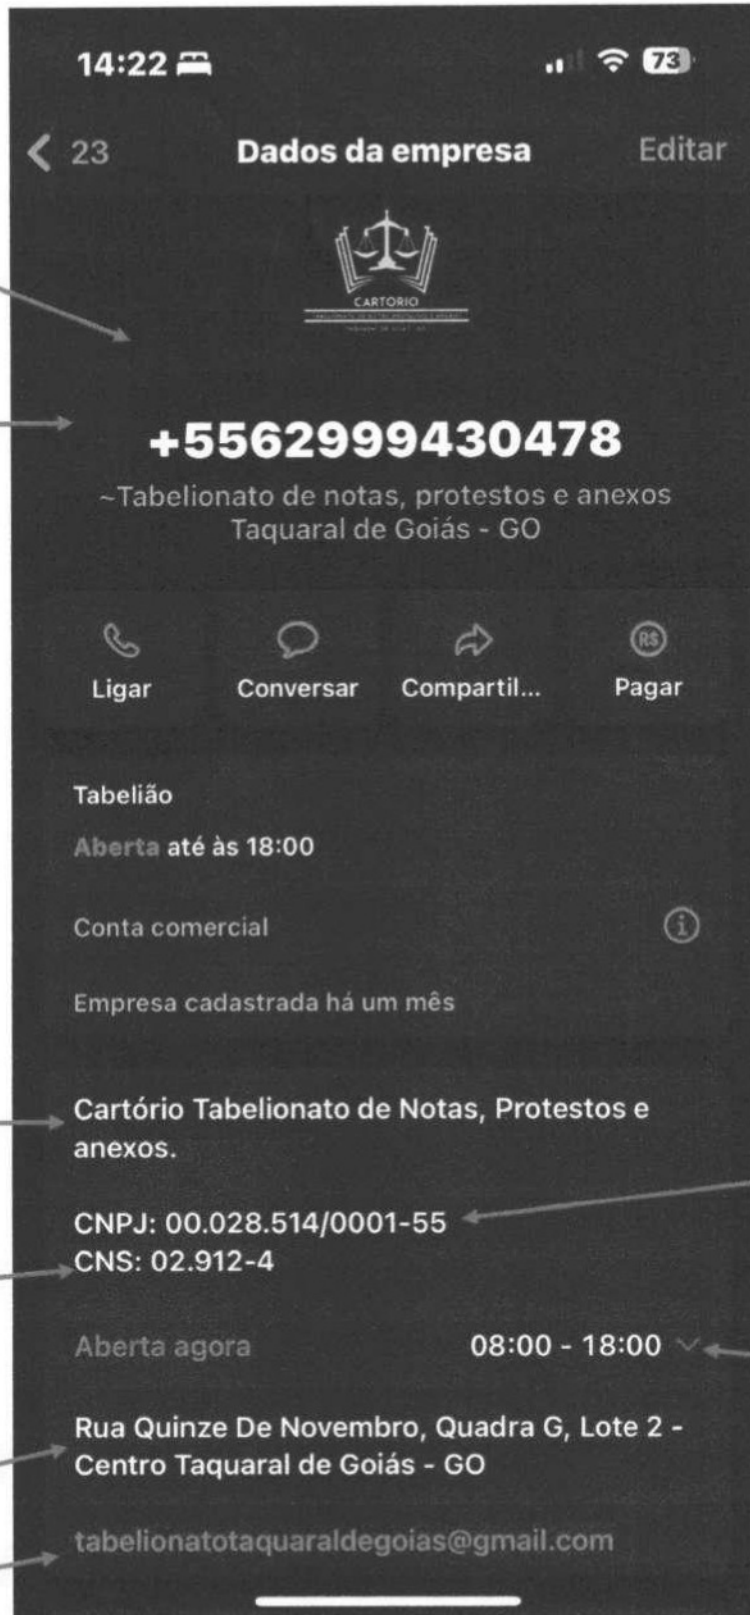 14:22
73
23
Dados da empresa
Editar
CARTORIO
+5562999430478
~Tabelionato de notas, protestos e anexos
Taquaral de Goiás - GO
R$
Ligar
Conversar
Compartil...
Pagar
Tabelião
Aberta até às 18:00
Conta comercial
Empresa cadastrada há um mês
Cartório Tabelionato de Notas, Protestos e
anexos.
CNPJ: 00.028.514/0001-55
CNS: 02.912-4
Aberta agora
08:00 - 18:00
Rua Quinze De Novembro, Quadra G, Lote 2 -
Centro Taquaral de Goiás - GO
tabelionatotaquaraldegoias@gmail.com